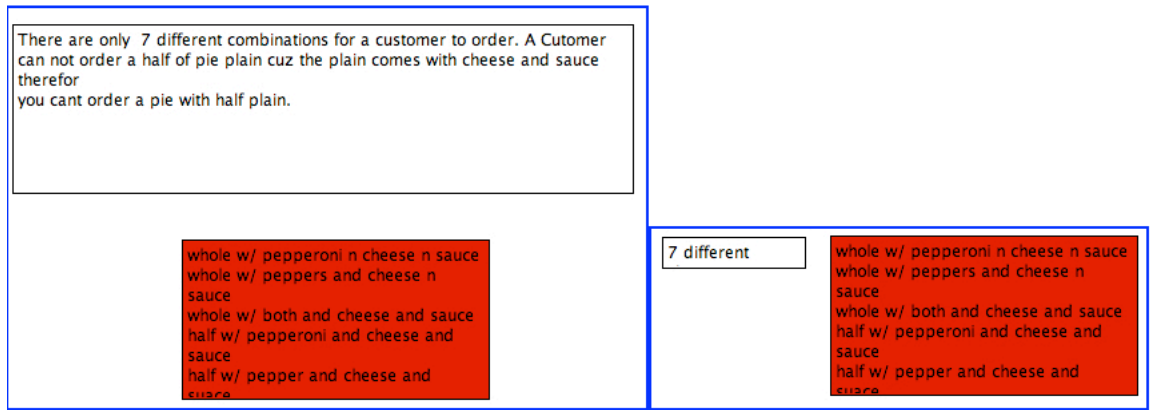 There are only  7 different combinations for a customer to order. A Cutomer
can not order a half of pie plain cuz the plain comes with cheese and sauce
therefor
you cant order a pie with half plain.
whole w/ pepperoni n cheese n sauce
whole w/ peppers and cheese n
sauce
whole w/ both and cheese and sauce
half w/ pepperoni and cheese and
sauce
half w/ pepper and cheese and
suace
7 different
whole w/ pepperoni n cheese n sauce
whole w/ peppers and cheese n
sauce
whole w/ both and cheese and sauce
half w/ pepperoni and cheese and
sauce
half w/ pepper and cheese and
suace